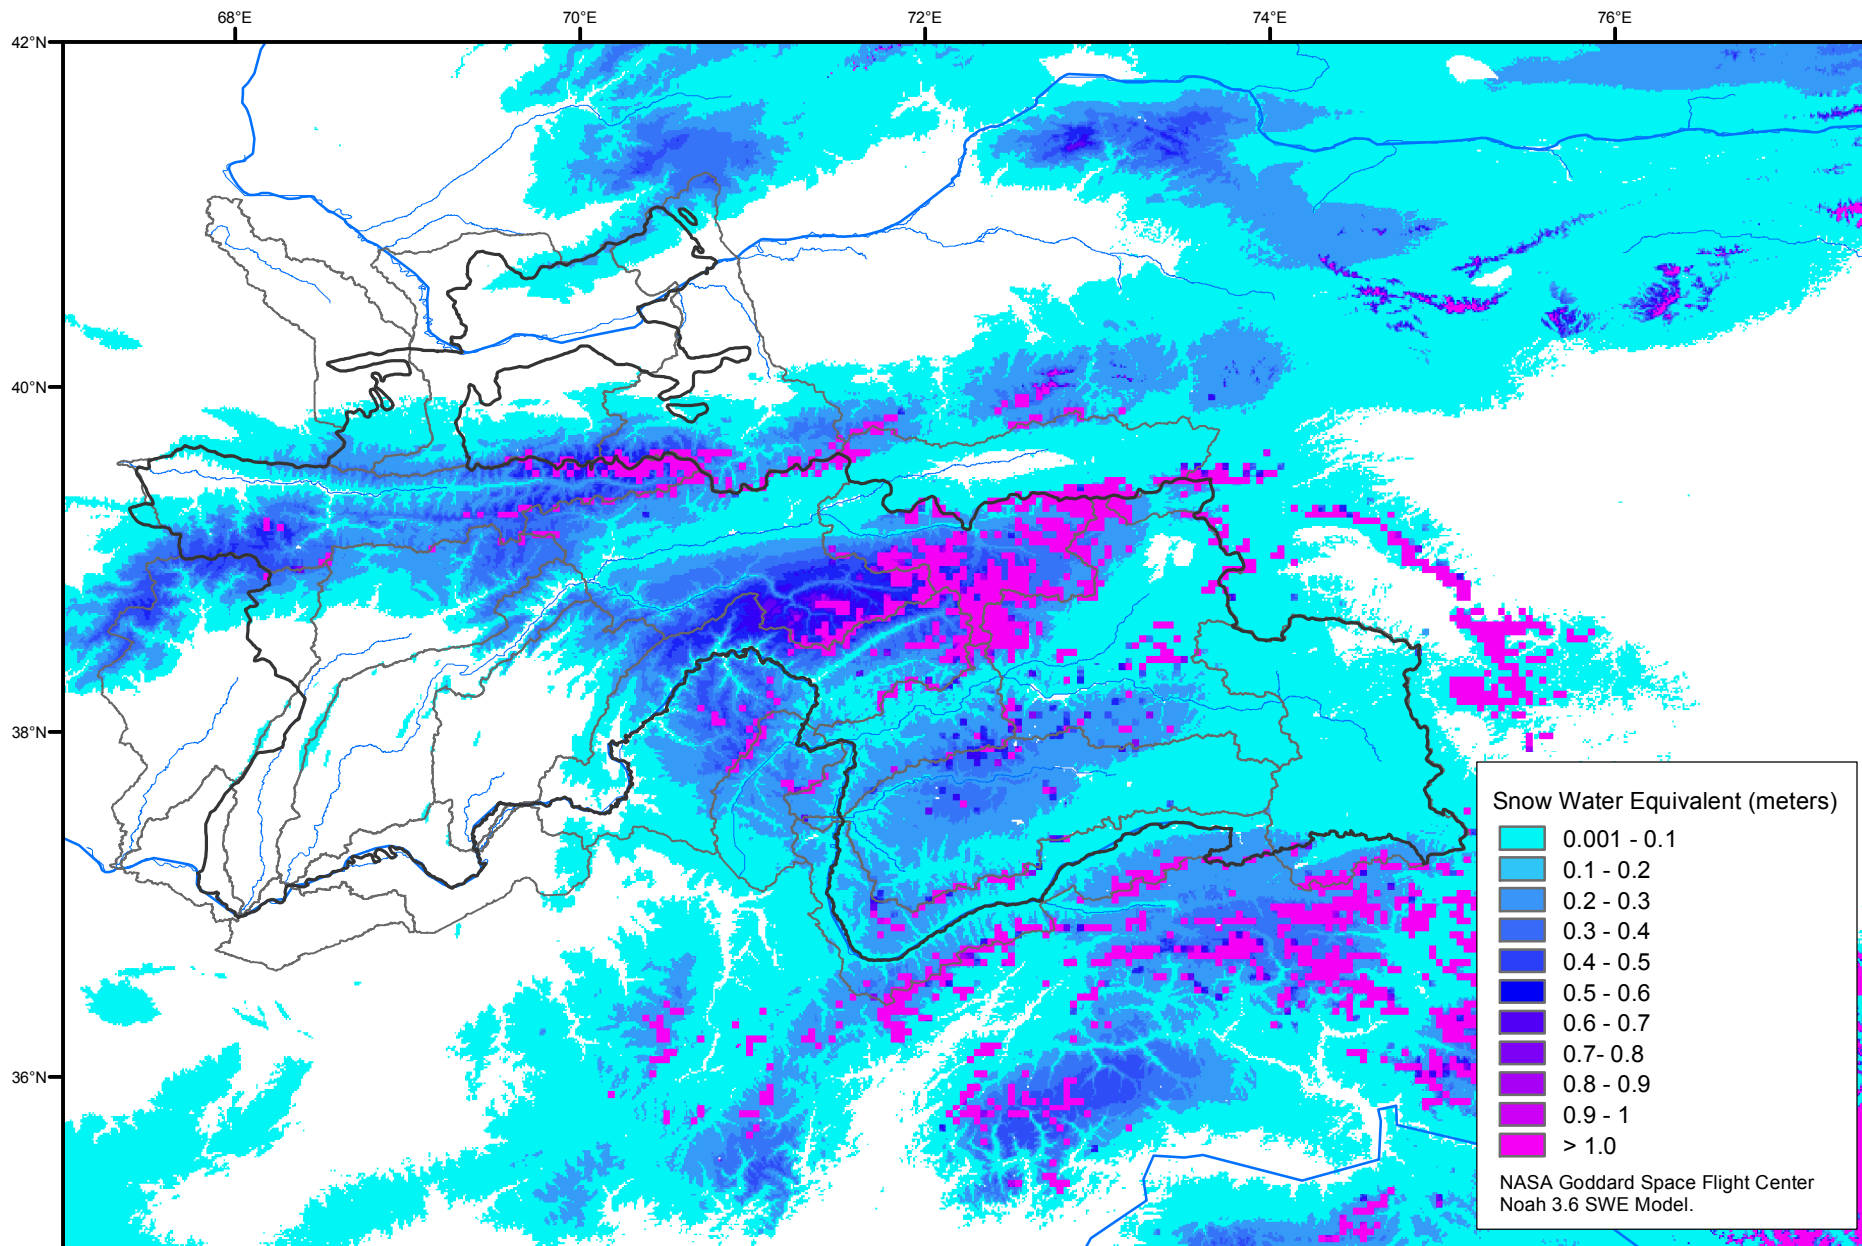 68°E 70°E 72°E 74°E 76°E
42°N
40°N
38°N
36°N
Snow Water Equivalent (meters)
0.001 - 0.1
0.1 - 0.2
0.2 - 0.3
0.3 - 0.4
0.4 - 0.5
0.5 - 0.6
0.6 - 0.7
0.7- 0.8
0.8 - 0.9
0.9 - 1
> 1.0
NASA Goddard Space Flight Center
Noah 3.6 SWE Model.